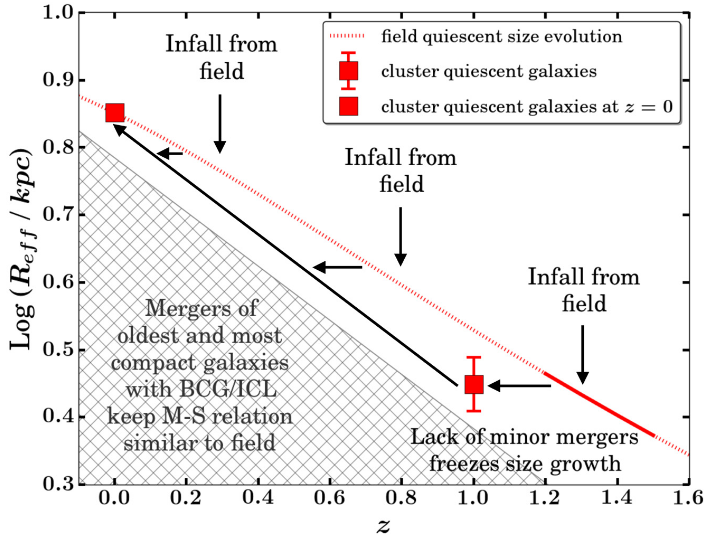 1.0
0.9
0.8
0.7
0.6
0.5
0.4
0.3
Log (R_eff / kpc)
field quiescent size evolution
cluster quiescent galaxies
cluster quiescent galaxies at z = 0
Infall from
field
Infall from
field
Infall from
field
Mergers of
oldest and most
compact galaxies
with BCG/ICL
keep M-S relation
similar to field
Lack of minor mergers
freezes size growth
0.0 0.2 0.4 0.6 0.8 1.0 1.2 1.4 1.6
z